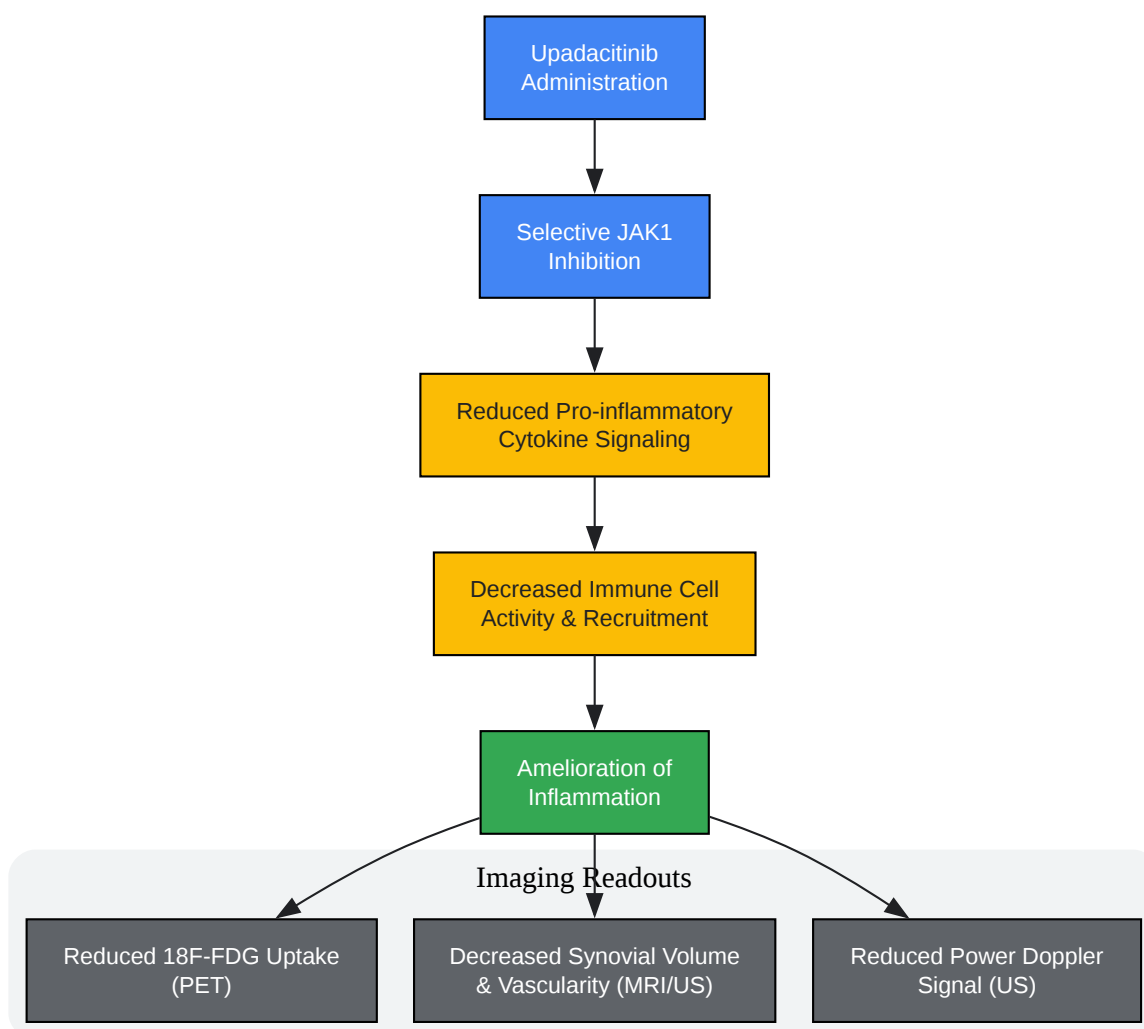 Upadacitinib
Administration
Selective JAK1
Inhibition
Reduced Pro-inflammatory
Cytokine Signaling
Decreased Immune Cell
Activity & Recruitment
Amelioration of
Inflammation
Imaging Readouts
Reduced 18F-FDG Uptake
(PET)
Decreased Synovial Volume
& Vascularity (MRI/US)
Reduced Power Doppler
Signal (US)